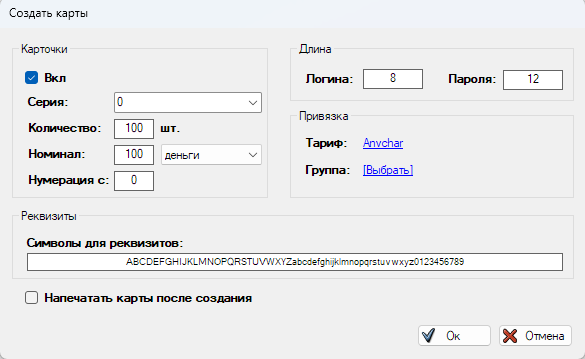 Создать карты
Карточки
Вкл
Серия: 0
Количество: 100 шт.
Номинал: 100 деньги
Нумерация с: 0
Длина
Логина: 8 Пароля: 12
Привязка
Тариф: Anvchar
Группа: [Выбрать]
Реквизиты
Символы для реквизитов:
ABCDEFGHIJKLMNOPQRSTUVWXYZabcdefghijklmnopqrstuvwxyz0123456789
Напечатать карты после создания
Ок Отмена